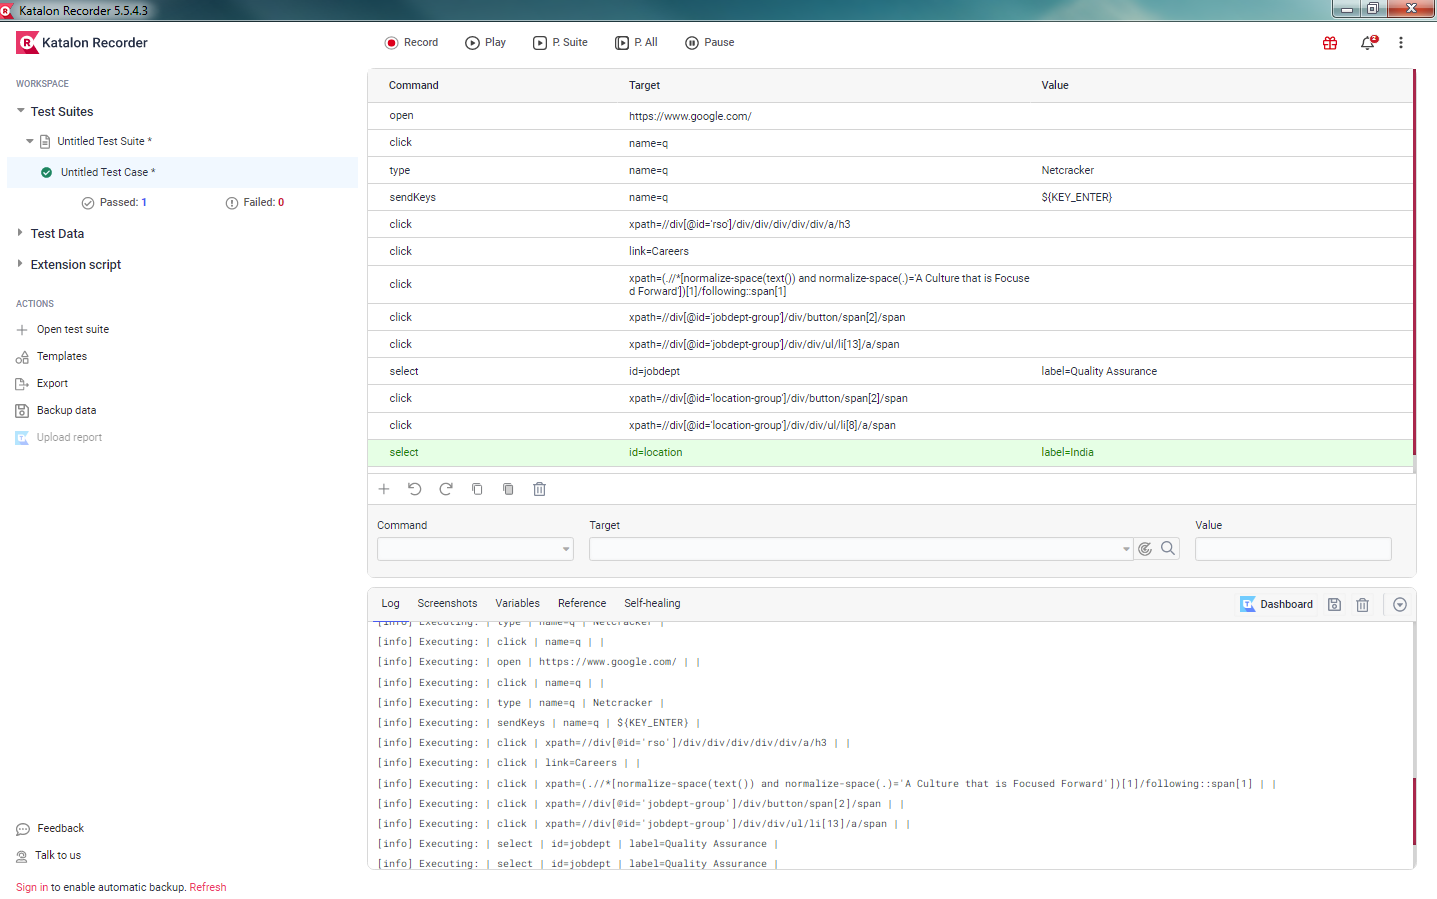 Katalon Recorder 5.5.4.3
Katalon Recorder
Record Play P. Suite P. All Pause
2
WORKSPACE
Test Suites
Untitled Test Suite *
Untitled Test Case *
Passed: 1 Failed: 0
Test Data
Extension script
ACTIONS
Open test suite
Templates
Export
Backup data
Upload report
Feedback
Talk to us
Sign in to enable automatic backup. Refresh
Command Target Value
open https://www.google.com/
click name=q
type name=q Netcracker
sendKeys name=q ${KEY_ENTER}
click xpath=//div[@id='rso']/div/div/div/div/div/a/h3
click link=Careers
click xpath=(.//*[normalize-space(text()) and normalize-space(.)='A Culture that is Focuse
d Forward'])[1]/following::span[1]
click xpath=//div[@id='jobdept-group']/div/button/span[2]/span
click xpath=//div[@id='jobdept-group']/div/div/ul/li[13]/a/span
select id=jobdept label=Quality Assurance
click xpath=//div[@id='location-group']/div/button/span[2]/span
click xpath=//div[@id='location-group']/div/div/ul/li[8]/a/span
select id=location label=India
Command Target Value
Log Screenshots Variables Reference Self-healing Dashboard
[info] Executing: | type | name=q | Netcracker |
[info] Executing: | click | name=q | |
[info] Executing: | open | https://www.google.com/ | |
[info] Executing: | click | name=q | |
[info] Executing: | type | name=q | Netcracker |
[info] Executing: | sendKeys | name=q | ${KEY_ENTER} |
[info] Executing: | click | xpath=//div[@id='rso']/div/div/div/div/div/a/h3 | |
[info] Executing: | click | link=Careers | |
[info] Executing: | click | xpath=(.//*[normalize-space(text()) and normalize-space(.)='A Culture that is Focused Forward'])[1]/following::span[1] | |
[info] Executing: | click | xpath=//div[@id='jobdept-group']/div/button/span[2]/span | |
[info] Executing: | click | xpath=//div[@id='jobdept-group']/div/div/ul/li[13]/a/span | |
[info] Executing: | select | id=jobdept | label=Quality Assurance |
[info] Executing: | select | id=jobdept | label=Quality Assurance |